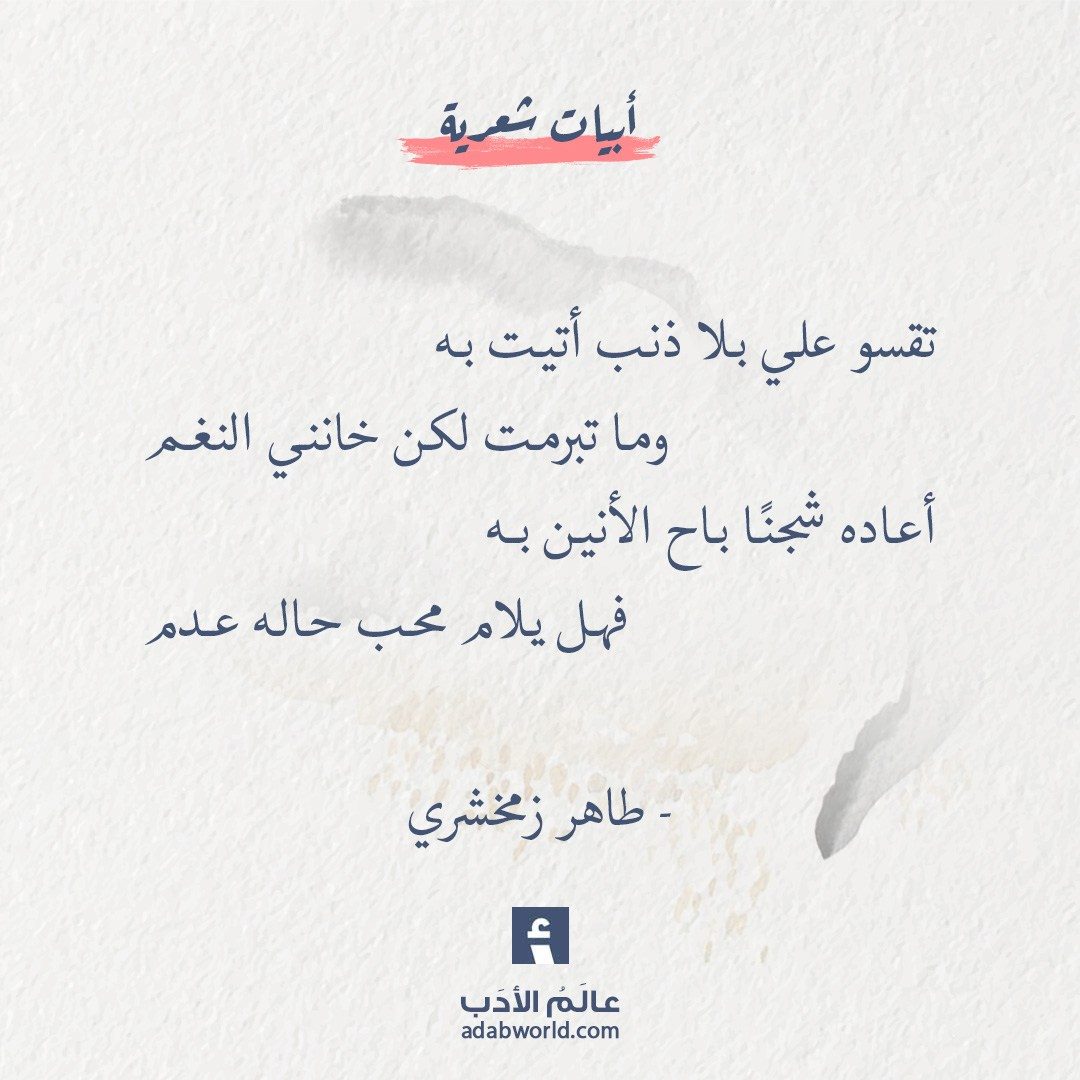 أبيات شعرية
تقسو علي بلا ذنب أتيت به
وما تبرمت لكن خانني النغم
أعاده شجنًا باح الأنين به
فهل يلام محب حاله عدم
- طاهر زمخشري
أ
عالَمُ الأدَب
adabworld.com